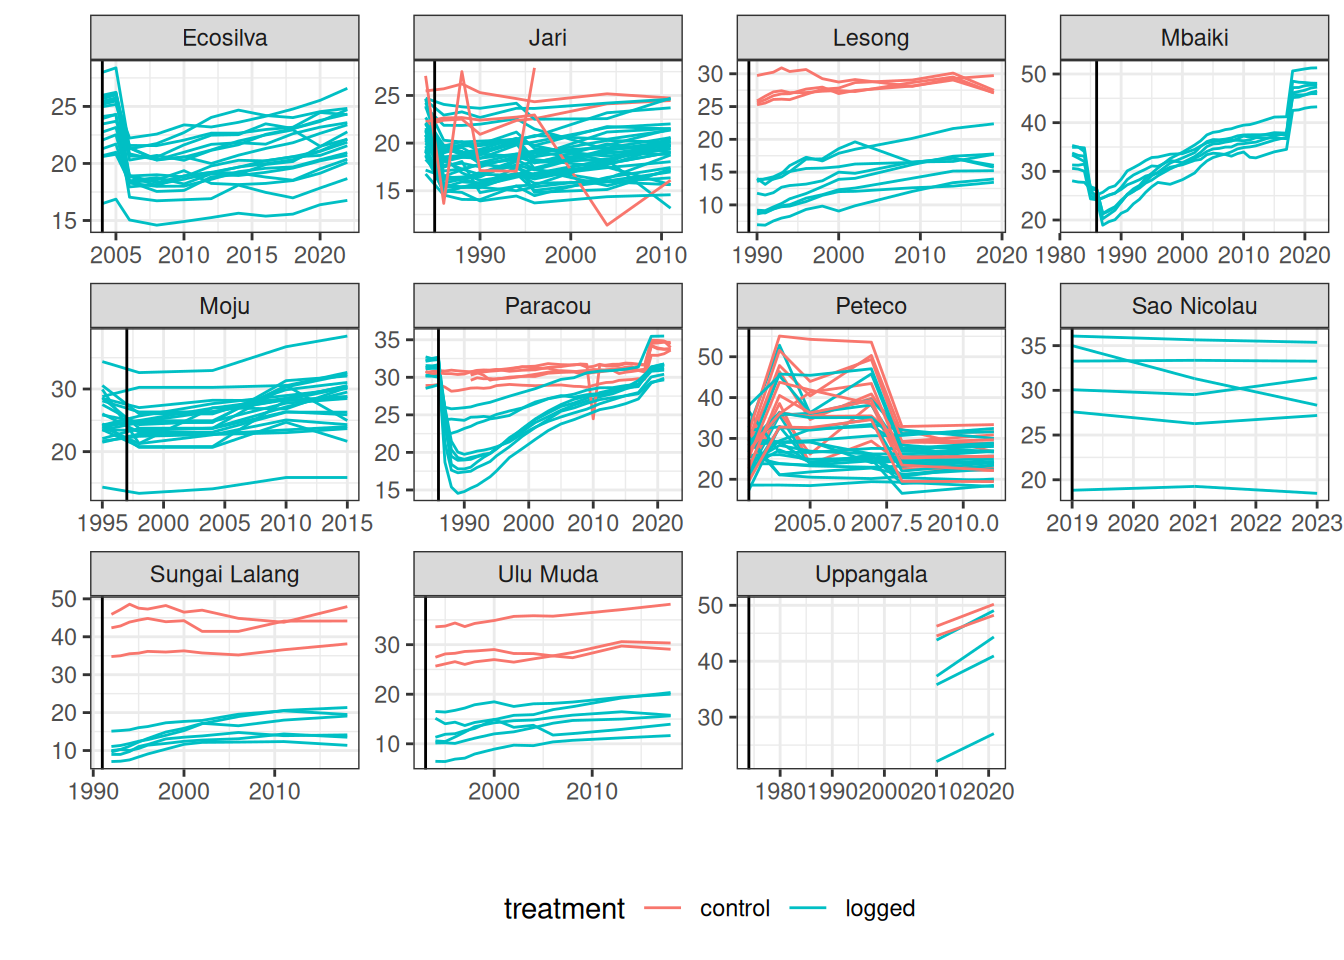 Ecosilva
Jari
Lesong
Mbaiki
25
20
15
2005 2010 2015 2020
25
20
15
1990 2000 2010
30
25
20
15
10
1990 2000 2010 2020
50
40
30
20
1980 1990 2000 2010 2020
Moju
Paracou
Peteco
Sao Nicolau
30
20
1995 2000 2005 2010 2015
35
30
25
20
15
1990 2000 2010 2020
50
40
30
20
2005.0 2007.5 2010.0
35
30
25
20
2019 2020 2021 2022 2023
Sungai Lalang
Ulu Muda
Uppangala
50
40
30
20
10
1990 2000 2010
30
20
10
2000 2010
50
40
30
1980 1990 2000 2010 2020
treatment control logged